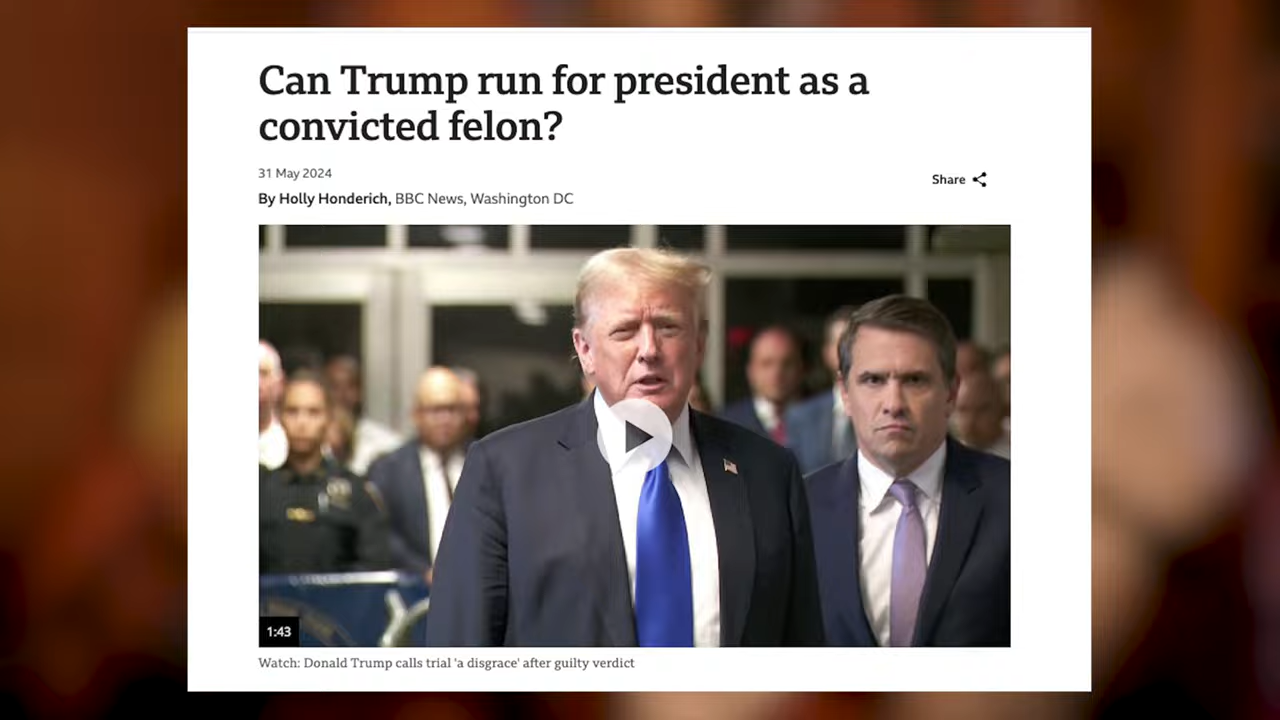 Can Trump run for president as a
convicted felon?
31 May 2024
Share
By Holly Honderich, BBC News, Washington DC
1:43
Watch: Donald Trump calls trial 'a disgrace' after guilty verdict